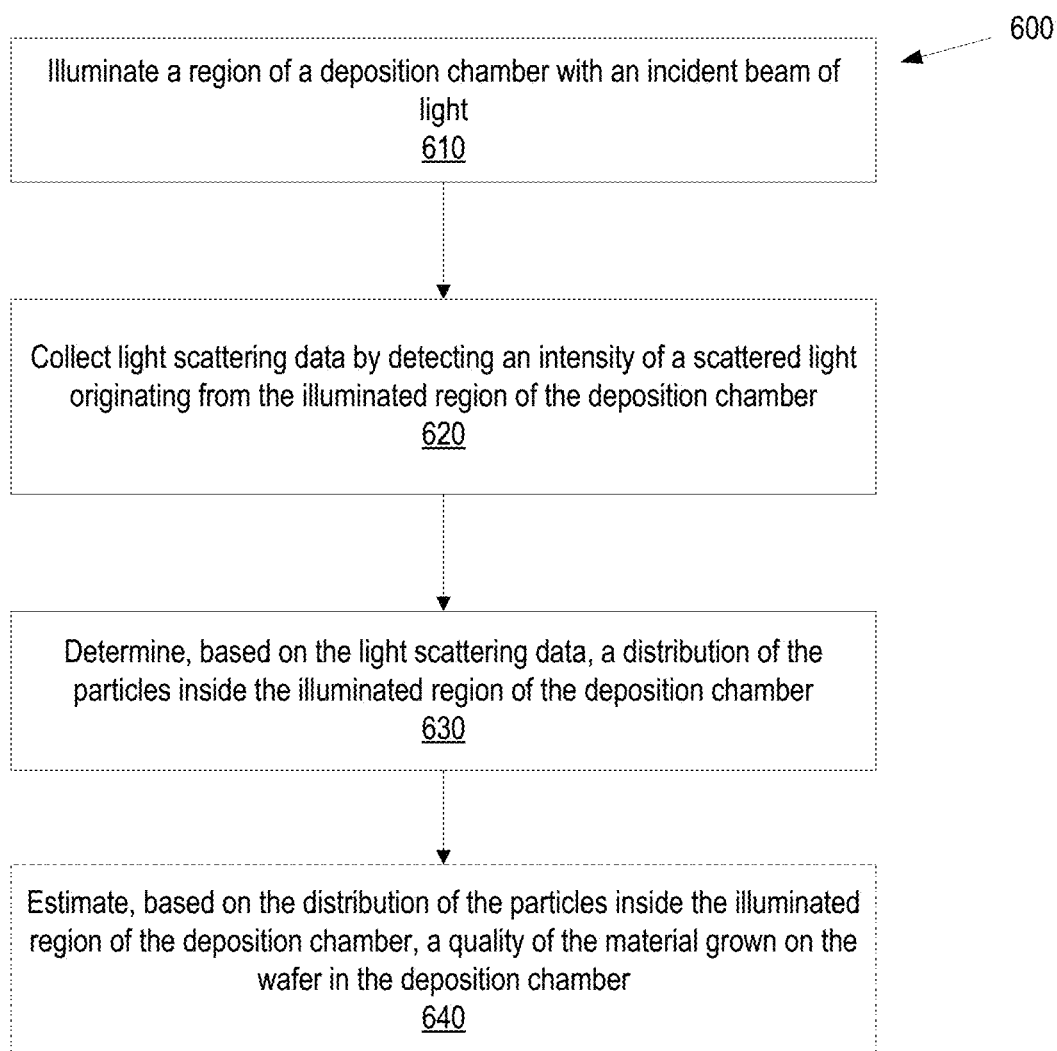 600
Illuminate a region of a deposition chamber with an incident beam of
light
610
Collect light scattering data by detecting an intensity of a scattered light
originating from the illuminated region of the deposition chamber
620
Determine, based on the light scattering data, a distribution of the
particles inside the illuminated region of the deposition chamber
630
Estimate, based on the distribution of the particles inside the illuminated
region of the deposition chamber, a quality of the material grown on the
wafer in the deposition chamber
640